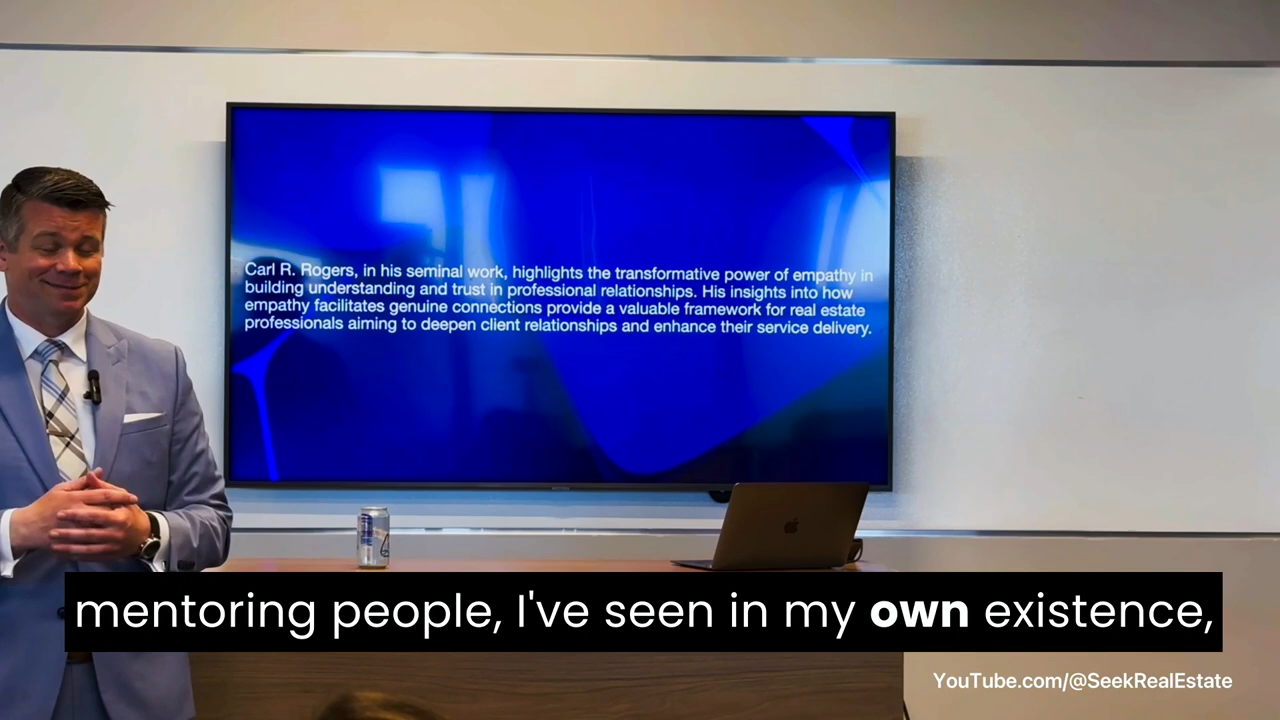 Carl R. Rogers, in his seminal work, highlights the transformative power of empathy in
building understanding and trust in professional relationships. His insights into how
empathy facilitates genuine connections provide a valuable framework for real estate
professionals aiming to deepen client relationships and enhance their service delivery.
mentoring people, I've seen in my own existence,
YouTube.com/@SeekRealEstate